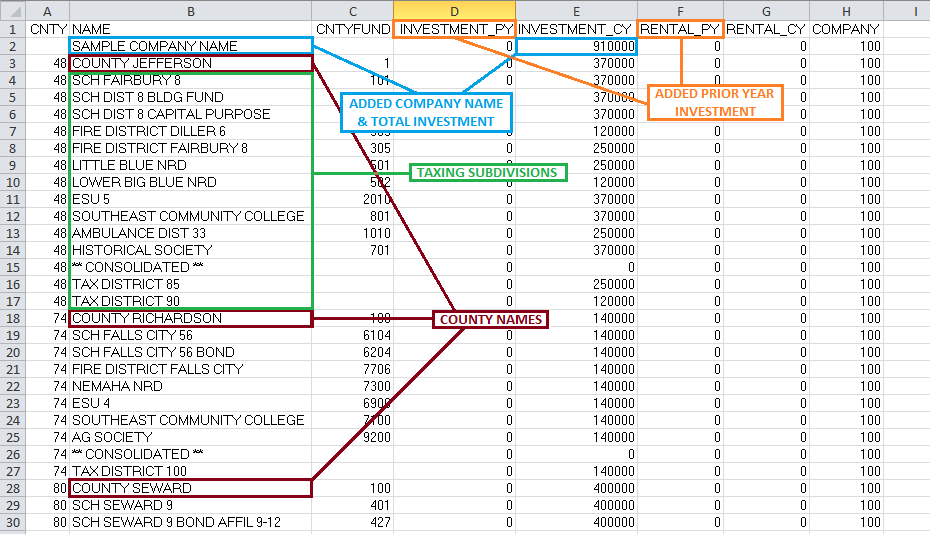 A B C D E F G H I
1 CNTY NAME CNTYFUND INVESTMENT_PY INVESTMENT_CY RENTAL_PY RENTAL_CY COMPANY
2 SAMPLE COMPANY NAME 0 910000 0 0 100
3 48 COUNTY JEFFERSON 1 0 370000 0 0 100
4 48 SCH FAIRBURY 8 101 0 370000 0 0 100
5 48 SCH DIST 8 BLDG FUND 370000 0 100
ADDED COMPANY NAME
& TOTAL INVESTMENT
ADDED PRIOR YEAR
INVESTMENT
6 48 SCH DIST 8 CAPITAL PURPOSE 370000 0 100
7 48 FIRE DISTRICT DILLER 6 120000 0 0 100
8 48 FIRE DISTRICT FAIRBURY 8 305 0 250000 0 0 100
9 48 LITTLE BLUE NRD 501 0 250000 0 0 100
TAXING SUBDIVISIONS
10 48 LOWER BIG BLUE NRD 502 0 120000 0 0 100
11 48 ESU 5 2010 0 370000 0 0 100
12 48 SOUTHEAST COMMUNITY COLLEGE 801 0 370000 0 0 100
13 48 AMBULANCE DIST 33 1010 0 250000 0 0 100
14 48 HISTORICAL SOCIETY 701 0 370000 0 0 100
15 48 ** CONSOLIDATED ** 0 0 0 0 100
16 48 TAX DISTRICT 85 0 250000 0 0 100
17 48 TAX DISTRICT 90 0 120000 0 0 100
18 74 COUNTY RICHARDSON 100 140000 0 0 100
COUNTY NAMES
19 74 SCH FALLS CITY 56 6104 0 140000 0 0 100
20 74 SCH FALLS CITY 56 BOND 6204 0 140000 0 0 100
21 74 FIRE DISTRICT FALLS CITY 7706 0 140000 0 0 100
22 74 NEMAHA NRD 7300 0 140000 0 0 100
23 74 ESU 4 6900 0 140000 0 0 100
24 74 SOUTHEAST COMMUNITY COLLEGE 7100 0 140000 0 0 100
25 74 AG SOCIETY 9200 0 140000 0 0 100
26 74 ** CONSOLIDATED ** 0 0 0 0 100
27 74 TAX DISTRICT 100 0 140000 0 0 100
28 80 COUNTY SEWARD 100 0 400000 0 0 100
29 80 SCH SEWARD 9 401 0 400000 0 0 100
30 80 SCH SEWARD 9 BOND AFFIL 9-12 427 0 400000 0 0 100